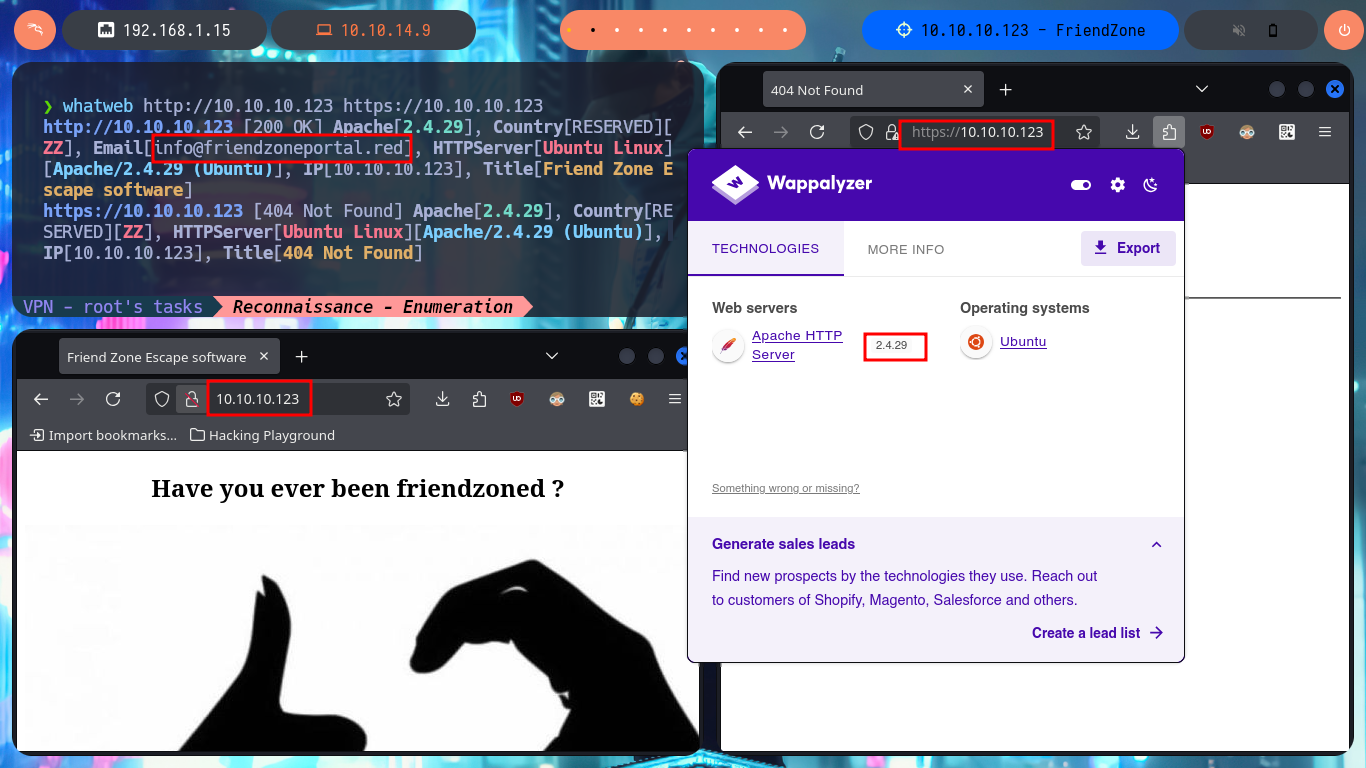 192.168.1.15
10.10.14.9
10.10.10.123 - FriendZone
❯ whatweb http://10.10.10.123 https://10.10.10.123
http://10.10.10.123 [200 OK] Apache[2.4.29], Country[RESERVED][
ZZ], Email[info@friendzoneportal.red], HTTPServer[Ubuntu Linux]
[Apache/2.4.29 (Ubuntu)], IP[10.10.10.123], Title[Friend Zone E
scape software]
https://10.10.10.123 [404 Not Found] Apache[2.4.29], Country[RE
SERVED][ZZ], HTTPServer[Ubuntu Linux][Apache/2.4.29 (Ubuntu)],
IP[10.10.10.123], Title[404 Not Found]
VPN - root's tasks
Reconnaissance - Enumeration
404 Not Found
https://10.10.10.123
Wappalyzer
TECHNOLOGIES
MORE INFO
Export
Web servers
Apache HTTP
Server
2.4.29
Operating systems
Ubuntu
Something wrong or missing?
Generate sales leads
Find new prospects by the technologies they use. Reach out
to customers of Shopify, Magento, Salesforce and others.
Create a lead list
Friend Zone Escape software
10.10.10.123
Import bookmarks...
Hacking Playground
Have you ever been friendzoned ?